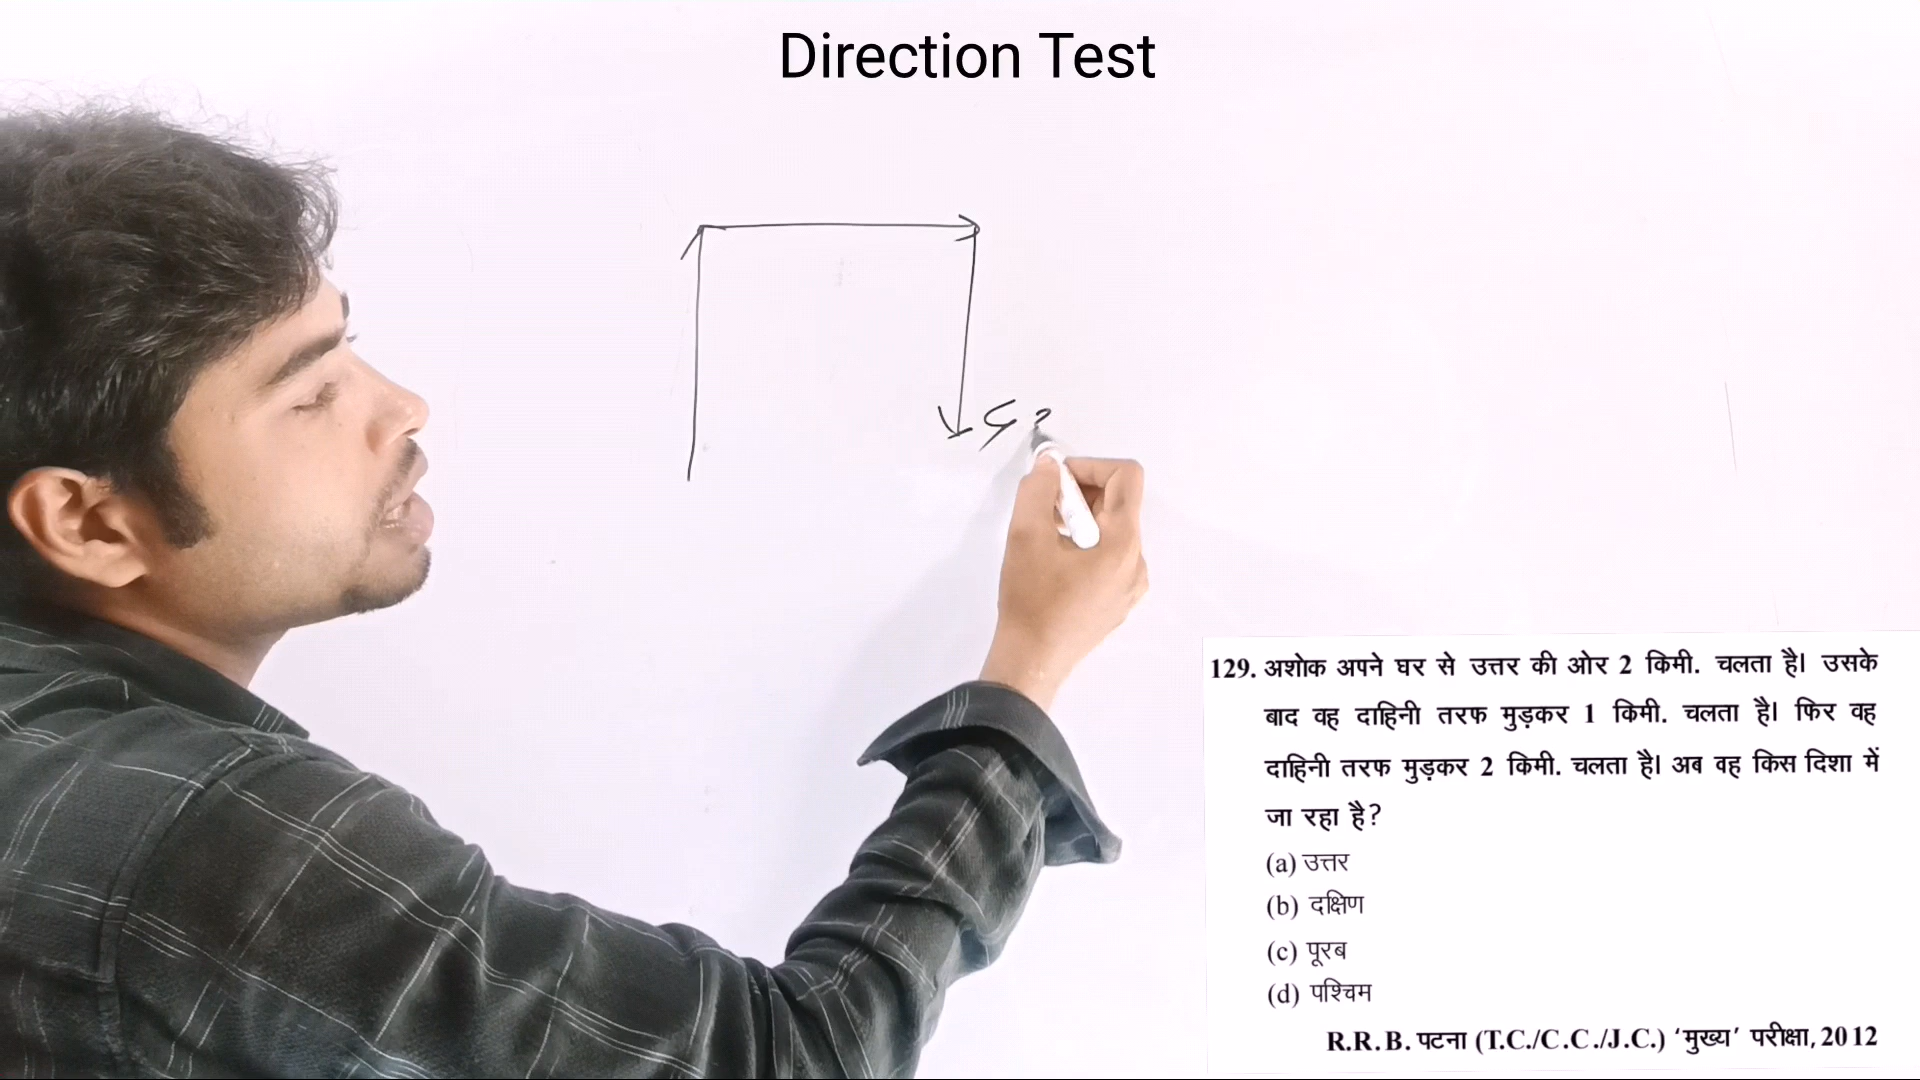 Direction Test
129. अशोक अपने घर से उत्तर की ओर 2 किमी. चलता है। उसके
बाद वह दाहिनी तरफ मुड़कर 1 किमी. चलता है। फिर वह
दाहिनी तरफ मुड़कर 2 किमी. चलता है। अब वह किस दिशा में
जा रहा है?
(a) उत्तर
(b) दक्षिण
(c) पूरब
(d) पश्चिम
R.R.B. पटना (T.C./C.C./J.C.) ‘मुख्य’ परीक्षा, 2012